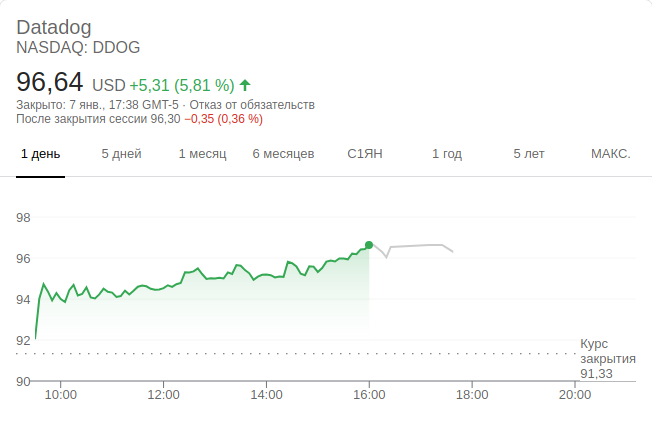 Datadog
NASDAQ: DDOG
96,64 USD +5,31 (5,81 %)
Закрыто: 7 янв., 17:38 GMT-5 · Отказ от обязательств
После закрытия сессии 96,30 −0,35 (0,36 %)
1 день 5 дней 1 месяц 6 месяцев С1ЯН 1 год 5 лет МАКС.
98
96
94
92
Курс
закрытия
91,33
90
10:00 12:00 14:00 16:00 18:00 20:00